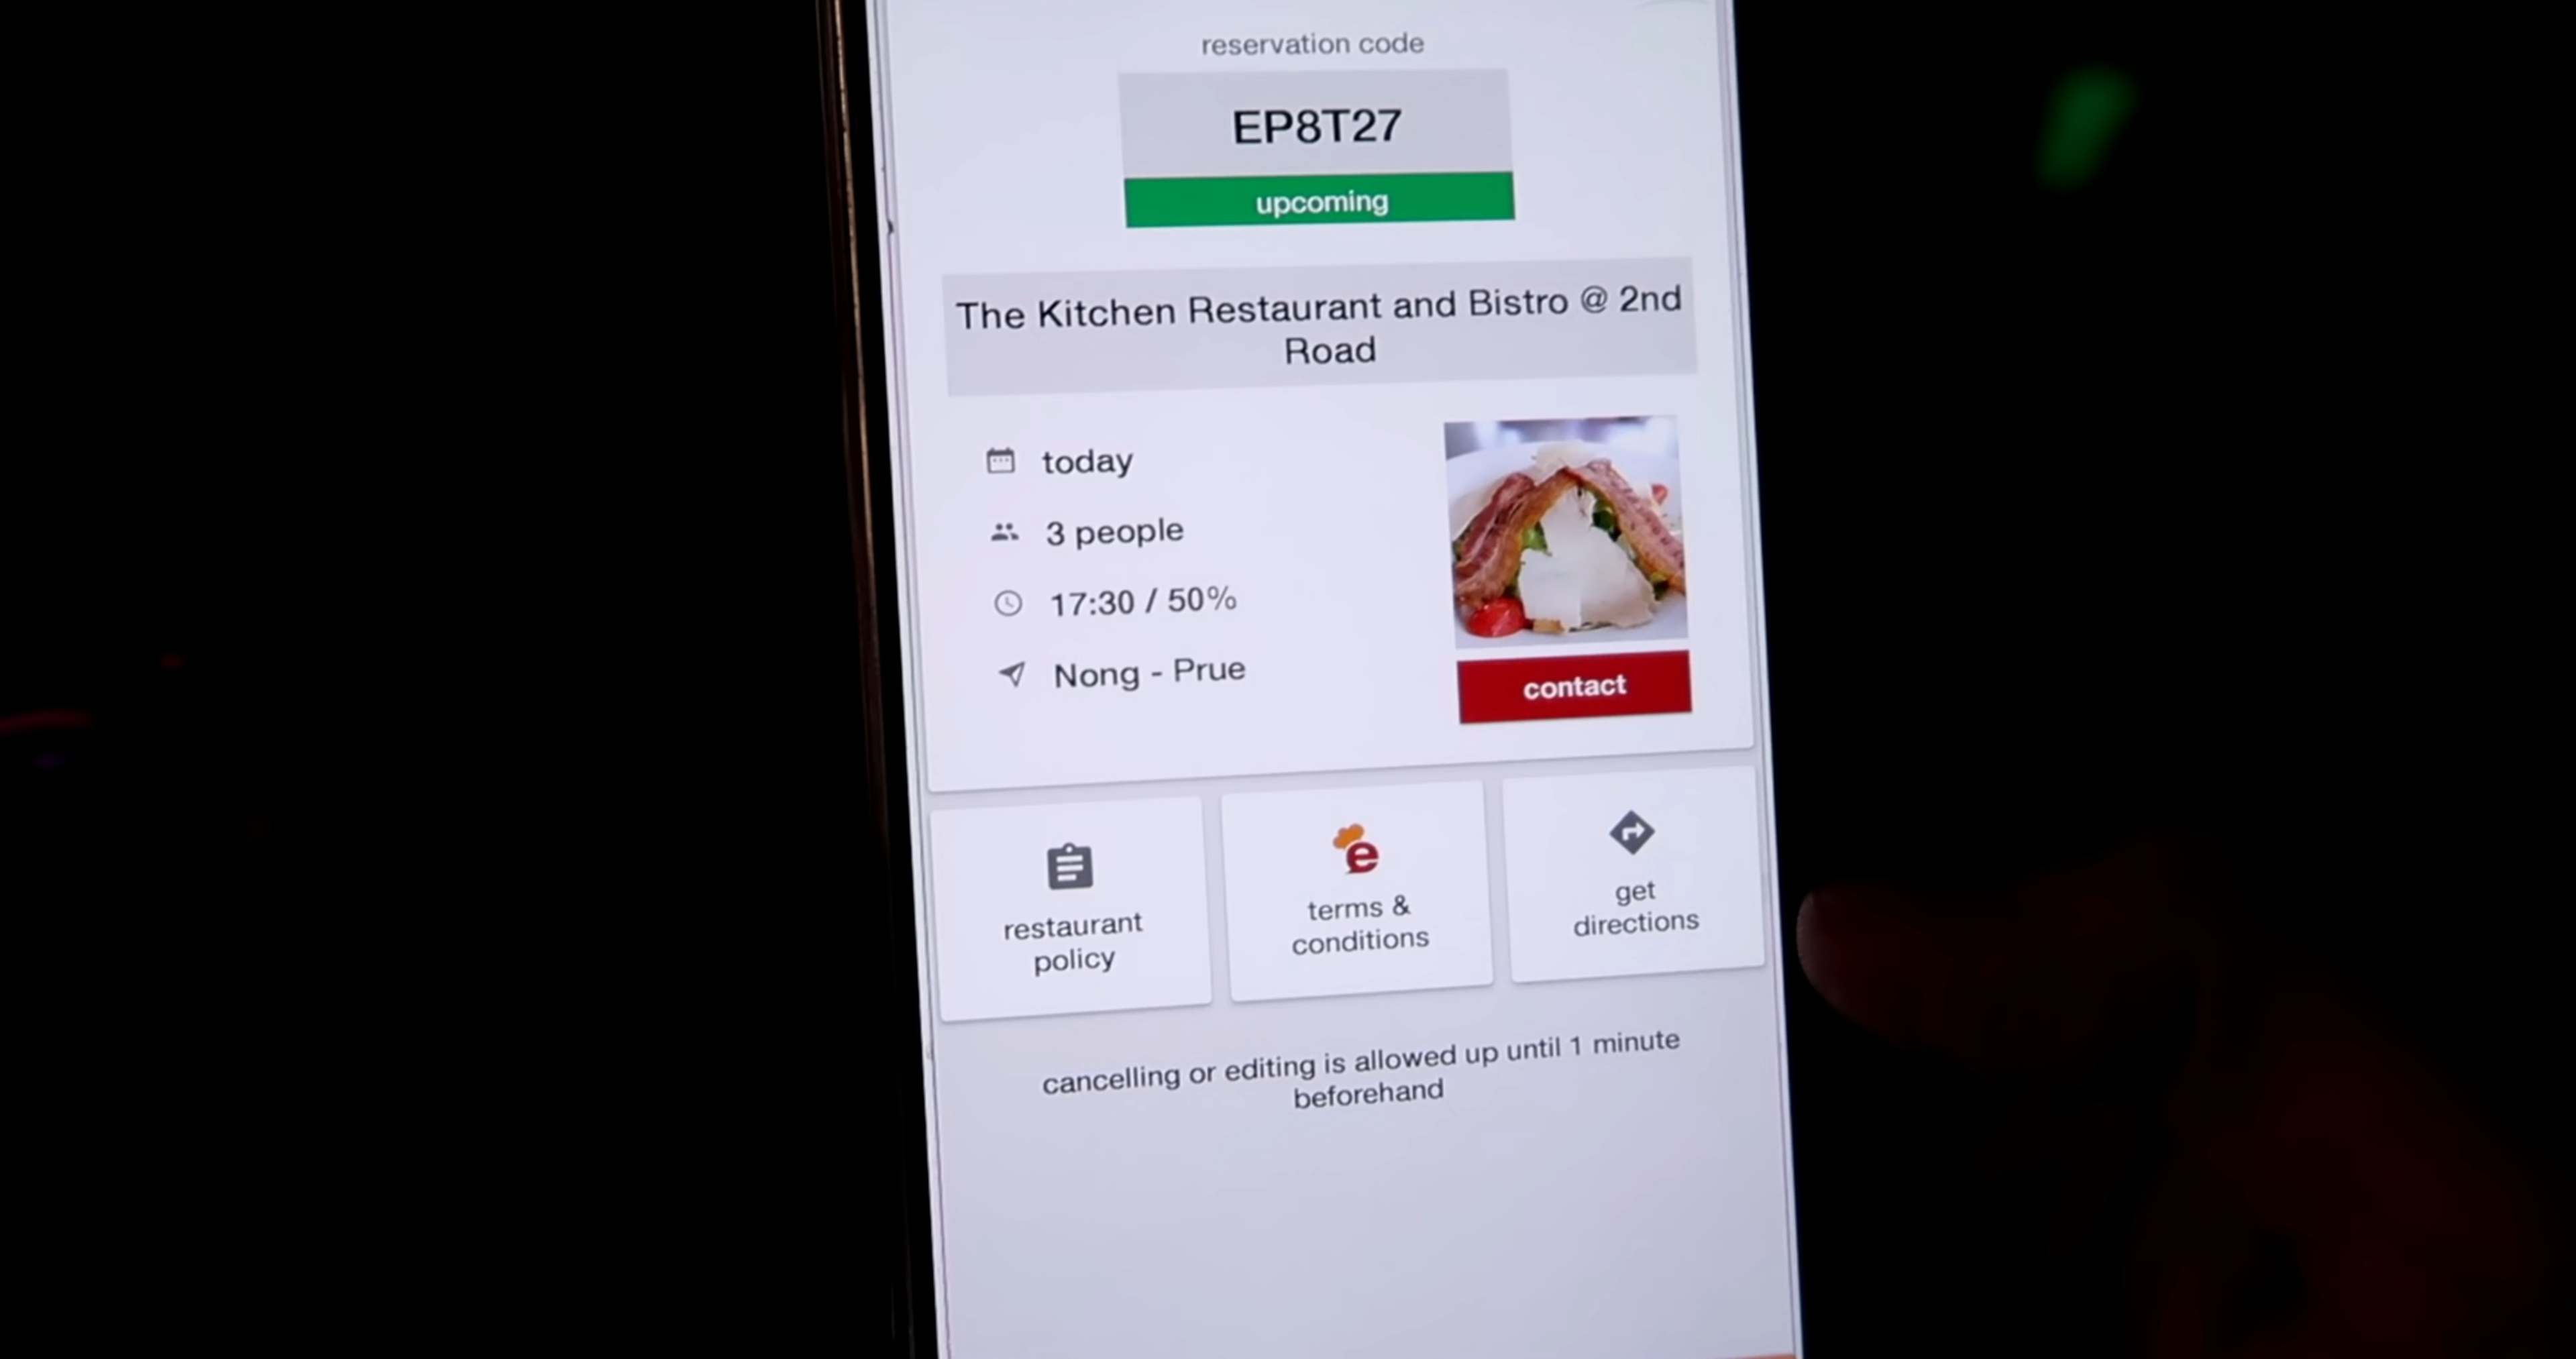 reservation code
EP8T27
upcoming
The Kitchen Restaurant and Bistro @ 2nd
Road
today
3 people
17:30 / 50%
Nong - Prue
contact
restaurant
policy
e
terms &
conditions
get
directions
cancelling or editing is allowed up until 1 minute
beforehand